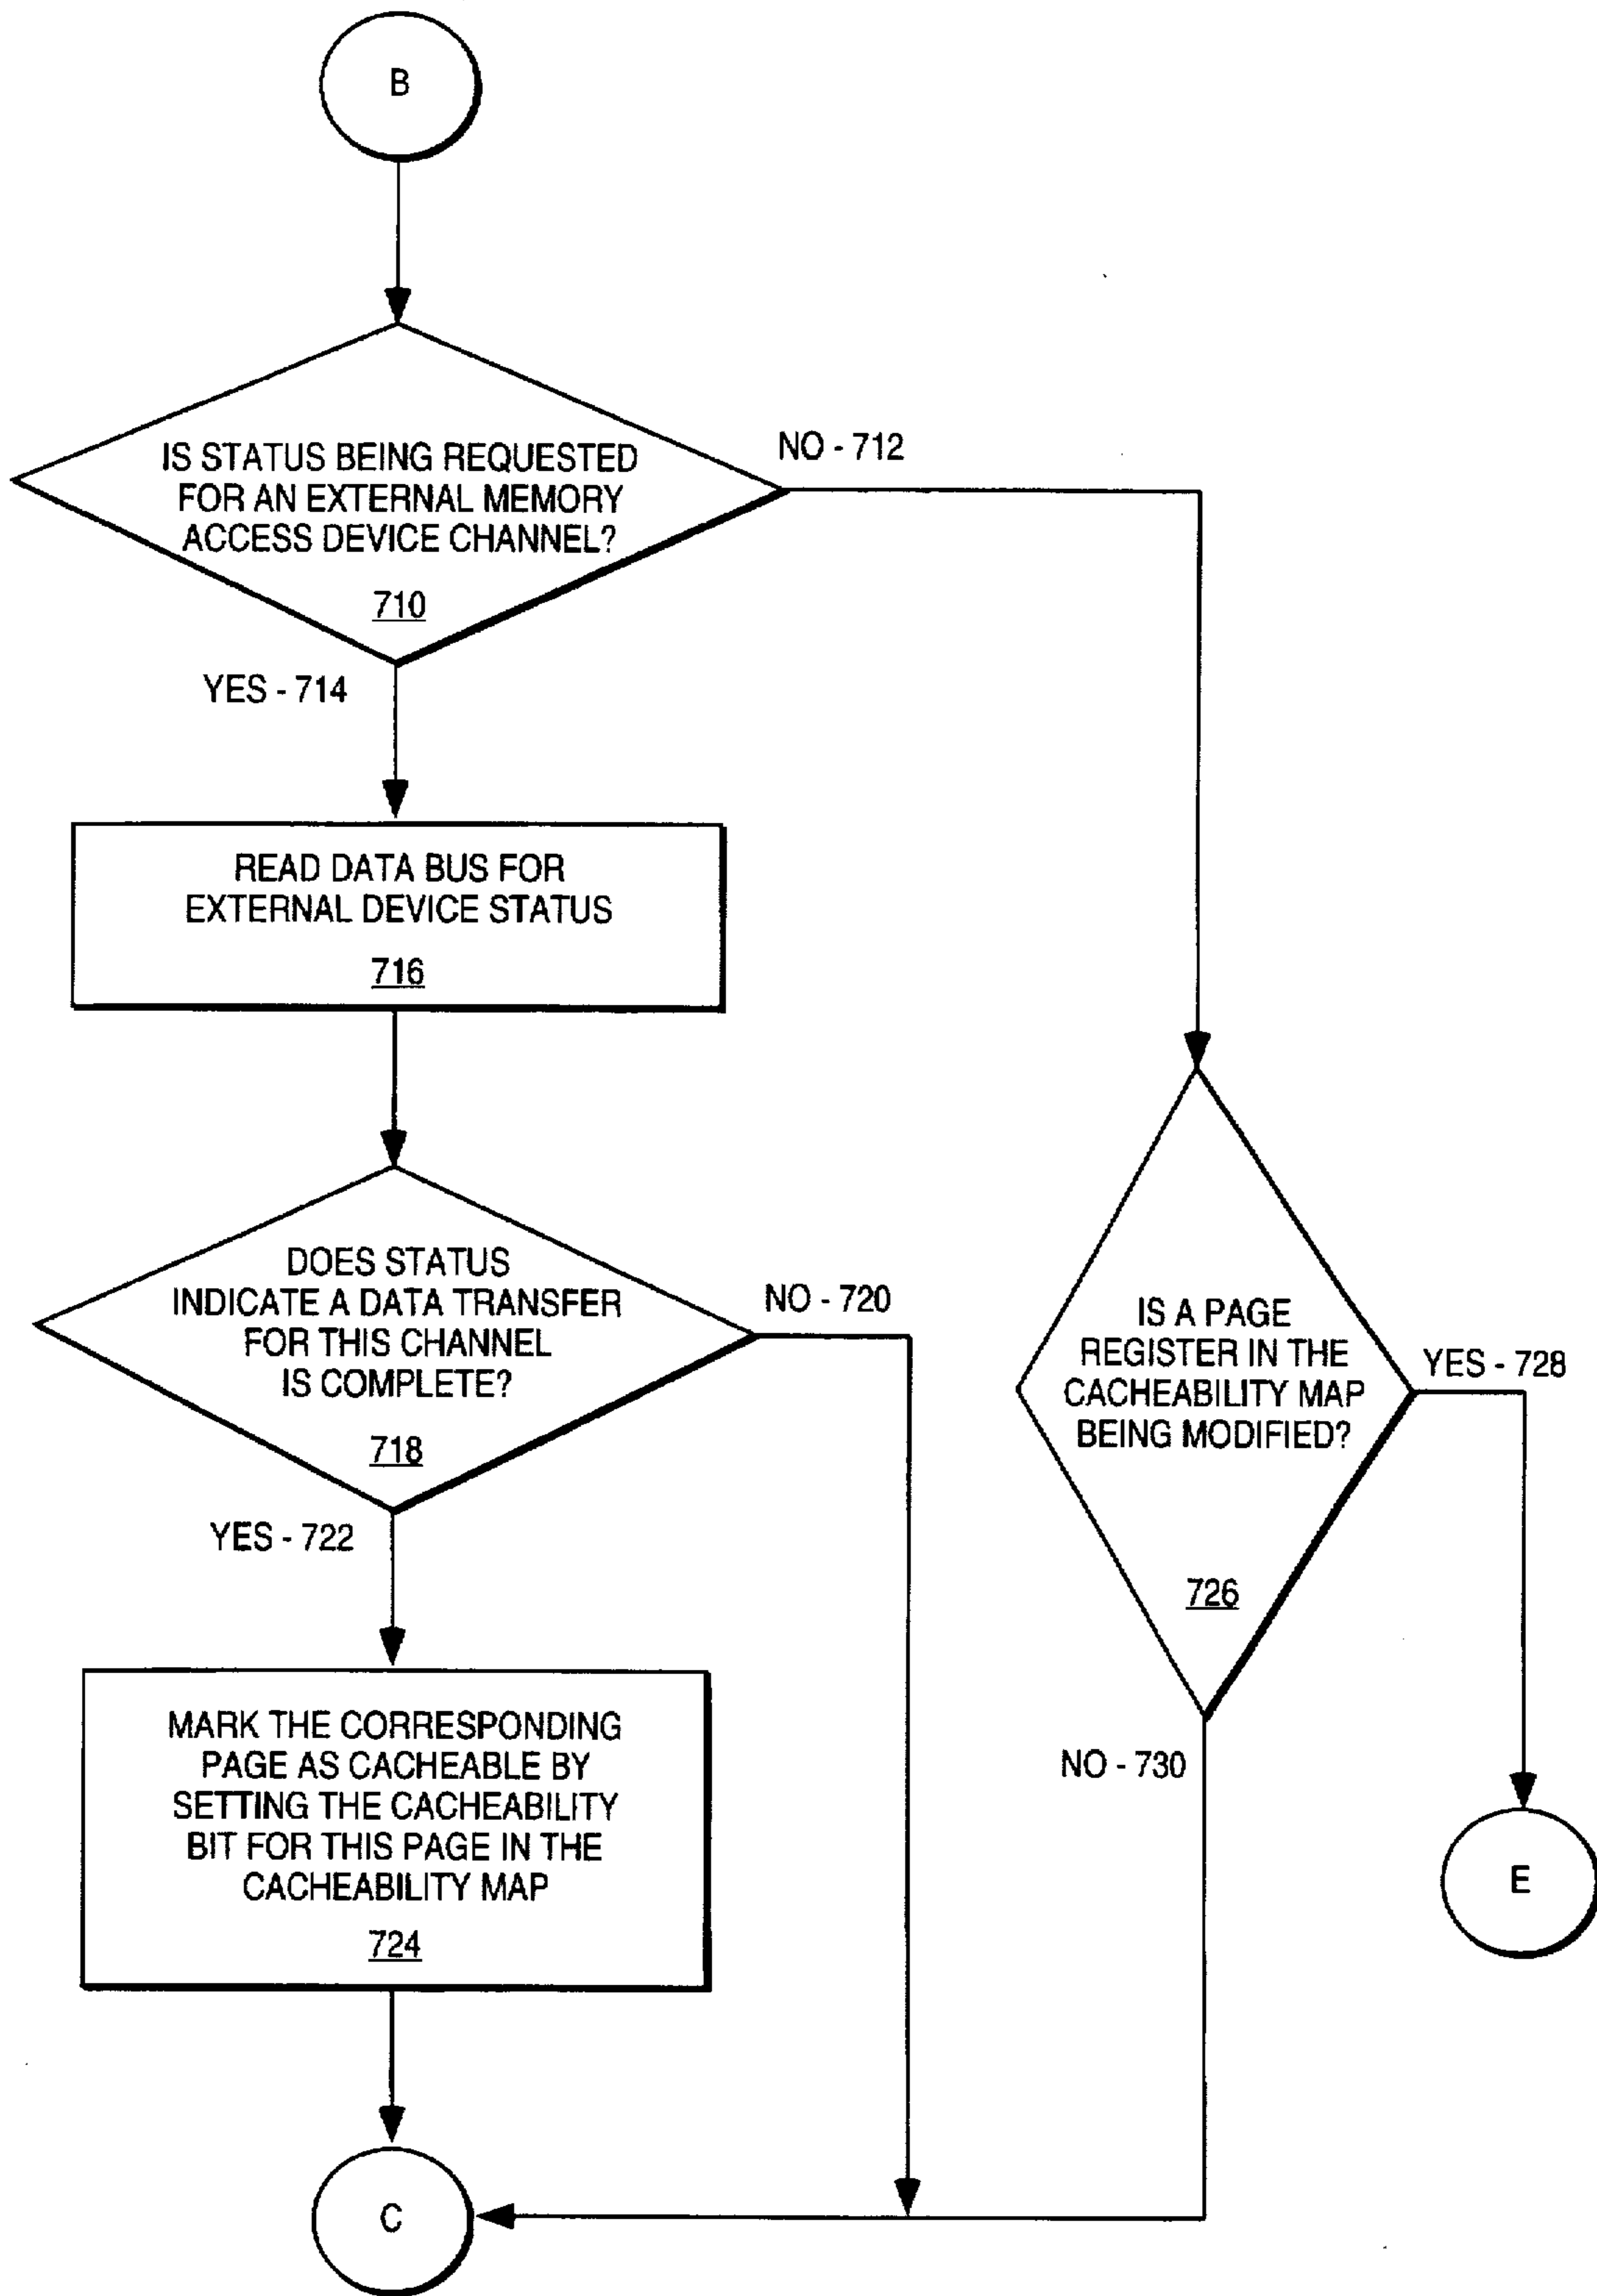 B
IS STATUS BEING REQUESTED
FOR AN EXTERNAL MEMORY
ACCESS DEVICE CHANNEL?
710
NO - 712
YES - 714
READ DATA BUS FOR
EXTERNAL DEVICE STATUS
716
DOES STATUS
INDICATE A DATA TRANSFER
FOR THIS CHANNEL
IS COMPLETE?
718
NO - 720
YES - 722
MARK THE CORRESPONDING
PAGE AS CACHEABLE BY
SETTING THE CACHEABILITY
BIT FOR THIS PAGE IN THE
CACHEABILITY MAP
724
C
IS A PAGE
REGISTER IN THE
CACHEABILITY MAP
BEING MODIFIED?
726
YES - 728
NO - 730
E